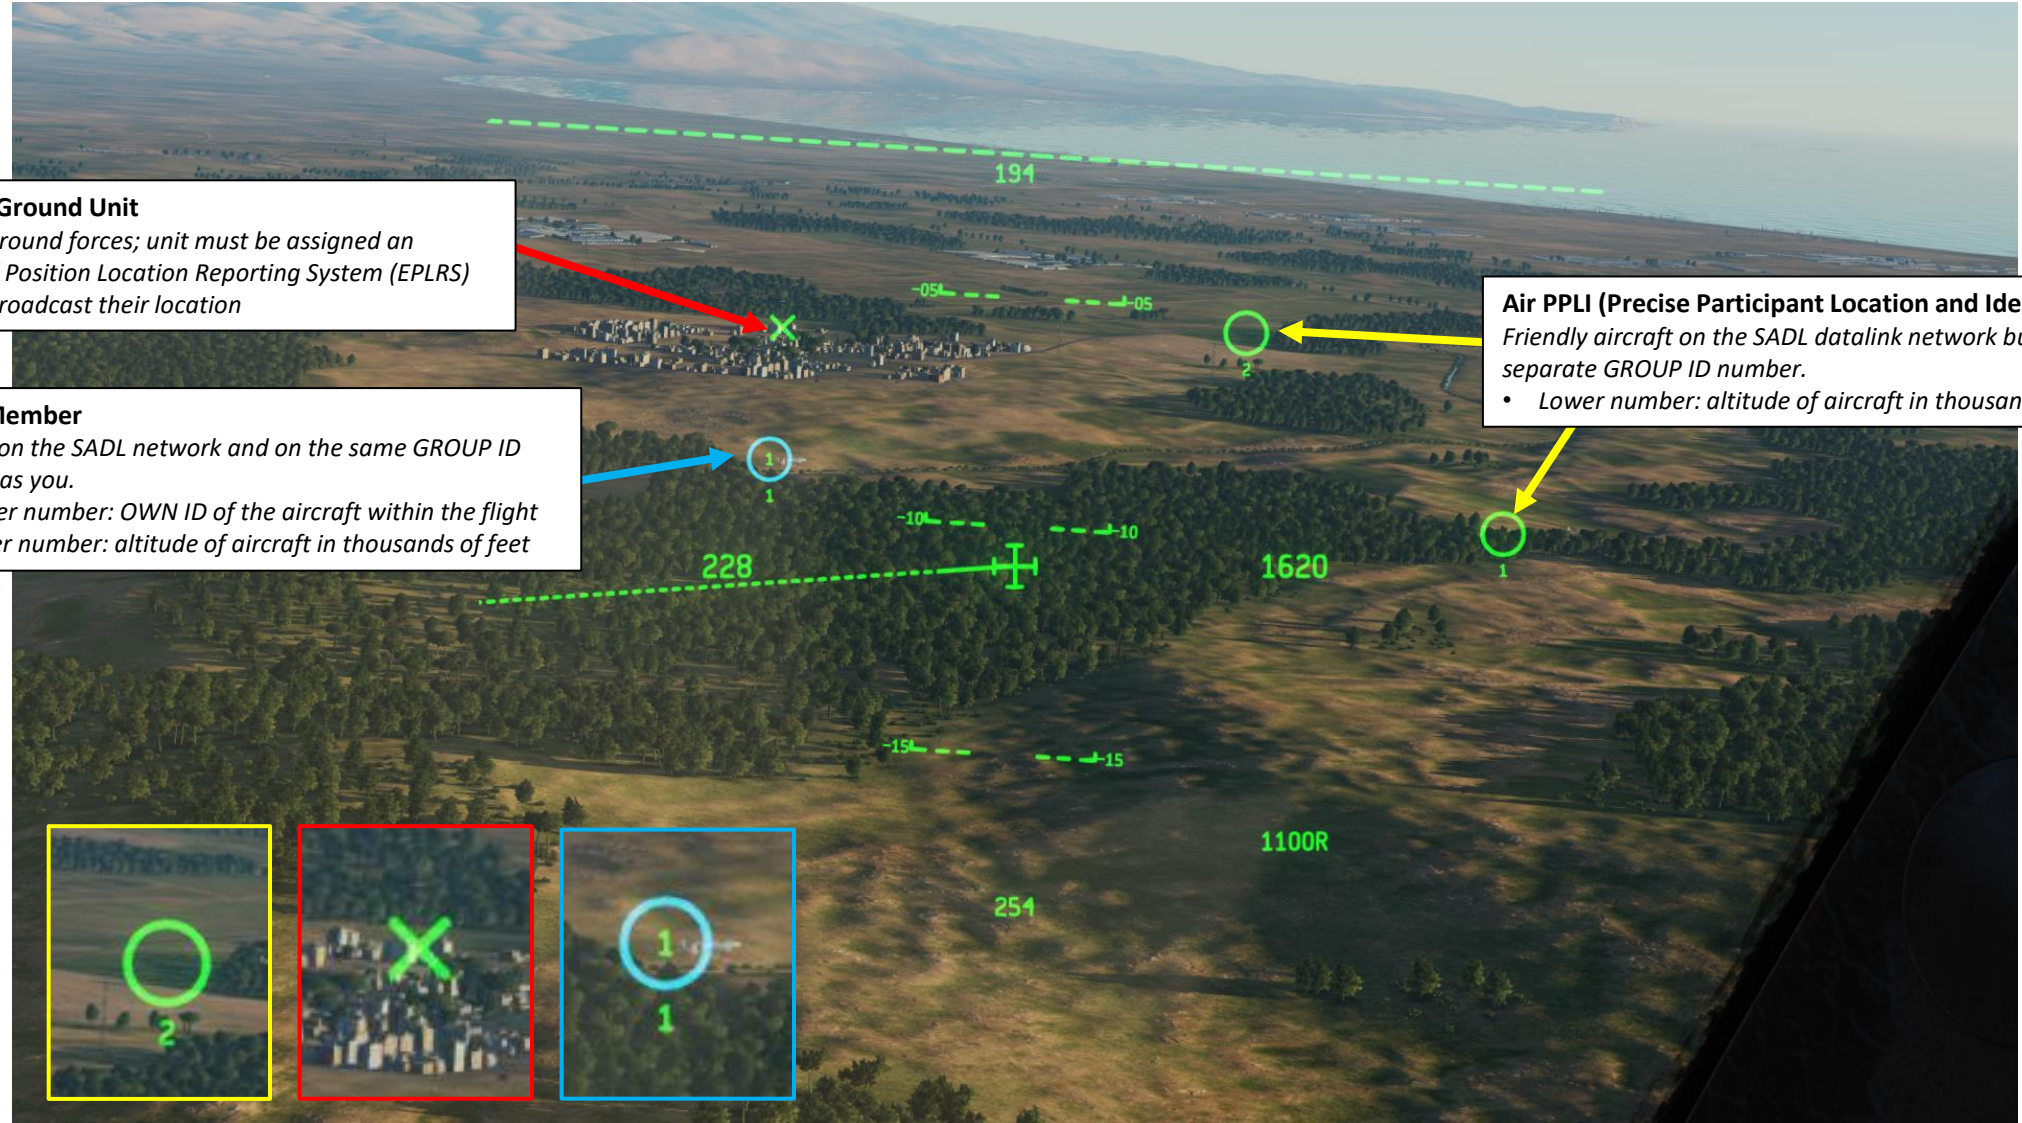 194
Ground Unit
round forces; unit must be assigned an
Position Location Reporting System (EPLRS)
roadcast their location
-05 -05
Air PPLI (Precise Participant Location and Ide
Friendly aircraft on the SADL datalink network bu
separate GROUP ID number.
• Lower number: altitude of aircraft in thousan
2
ember
on the SADL network and on the same GROUP ID
as you.
er number: OWN ID of the aircraft within the flight
er number: altitude of aircraft in thousands of feet
1
1
-10 -10
228
1620
1
-15 -15
1100R
254
2
1
1